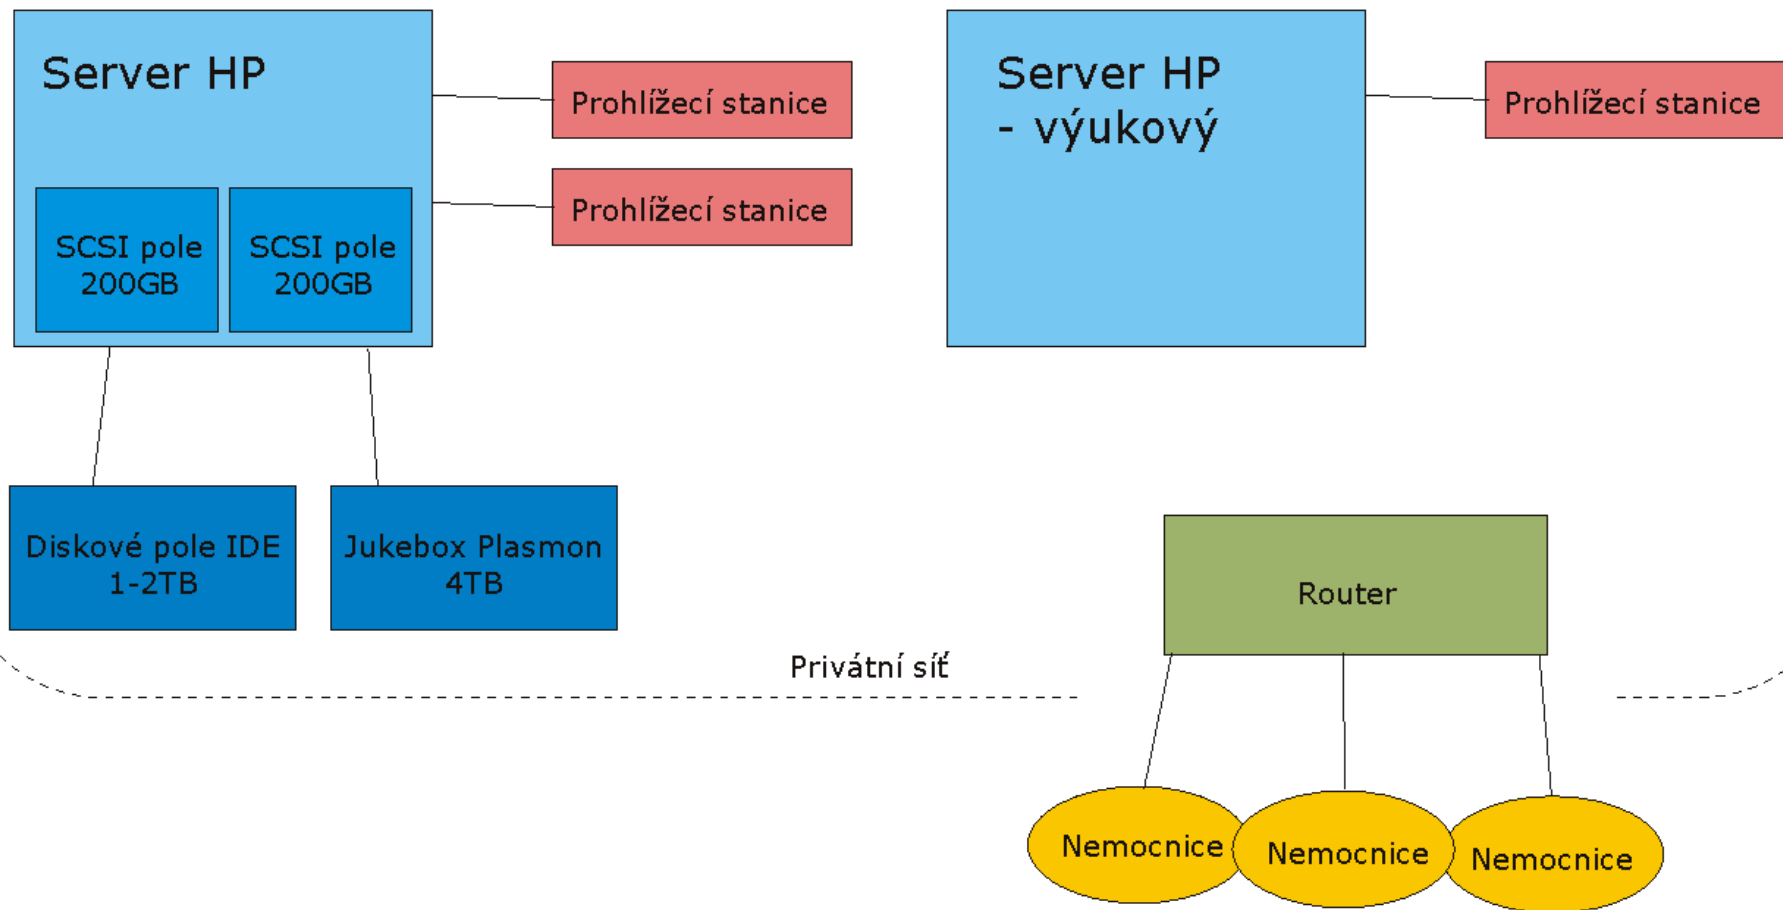 Server HP
Prohlížecí stanice
Prohlížecí stanice
SCSI pole
200GB
SCSI pole
200GB
Server HP
- výukový
Prohlížecí stanice
Diskové pole IDE
1-2TB
Jukebox Plasmon
4TB
Router
Privátní síť
Nemocnice
Nemocnice
Nemocnice